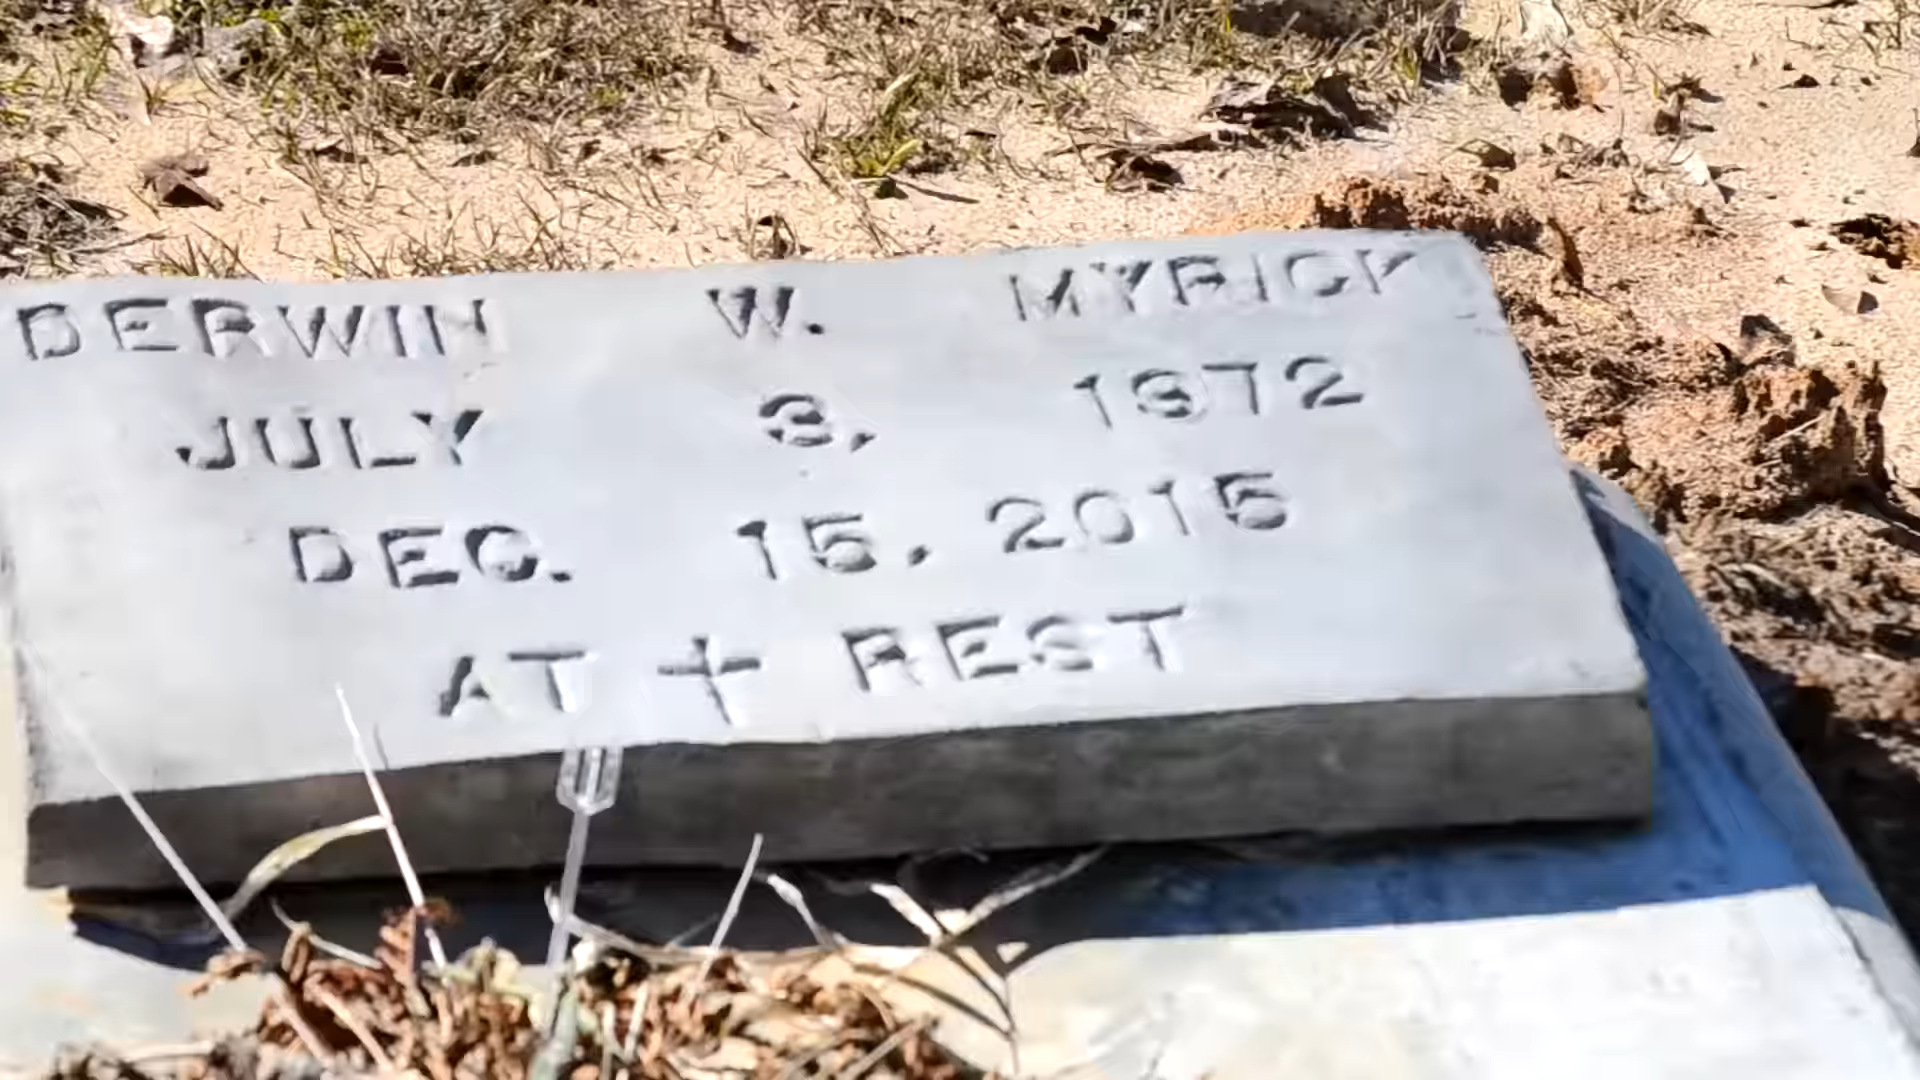 DERWIN W. MYRICK
JULY 3, 1972
DEC. 15, 2015
AT ✝ REST